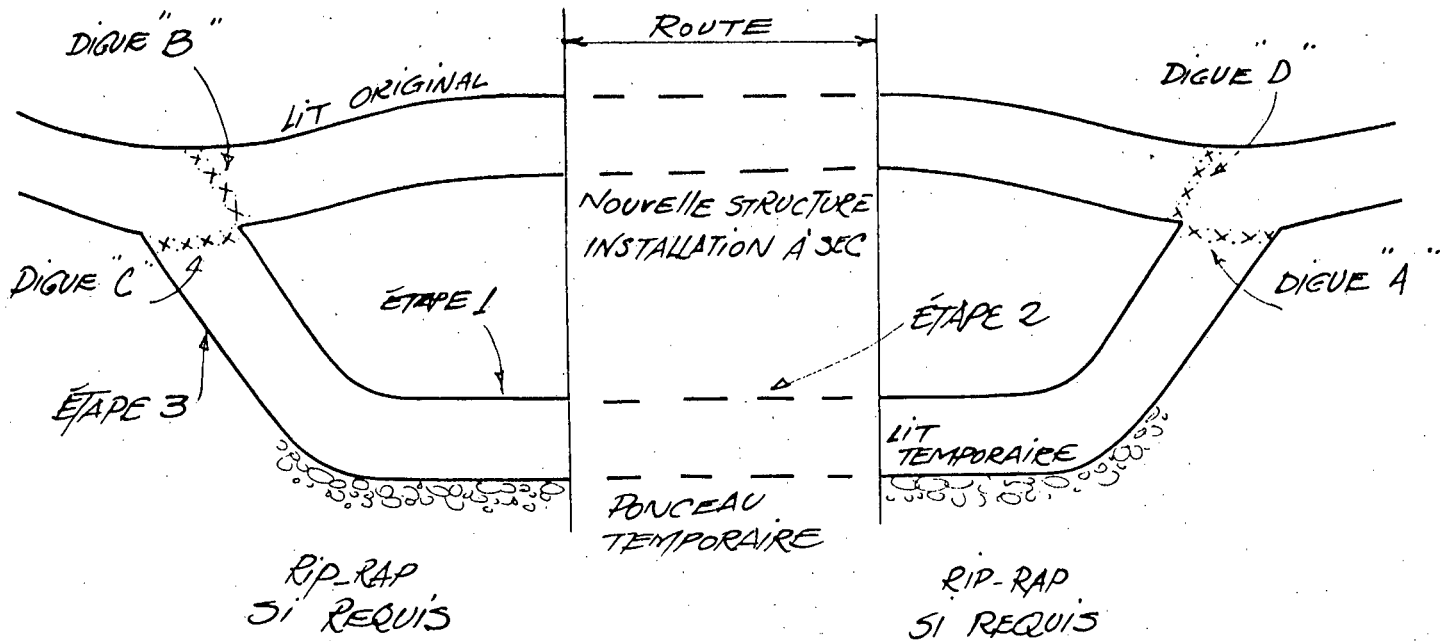 ROUTE
DIGUE "B"
LIT ORIGINAL
DIGUE "D"
NOUVELLE STRUCTURE
INSTALLATION À SEC
DIGUE "C"
DIGUE "A"
ÉTAPE 1
ÉTAPE 2
ÉTAPE 3
LIT
TEMPORAIRE
PONCEAU
TEMPORAIRE
RIP-RAP
SI REQUIS
RIP-RAP
SI REQUIS